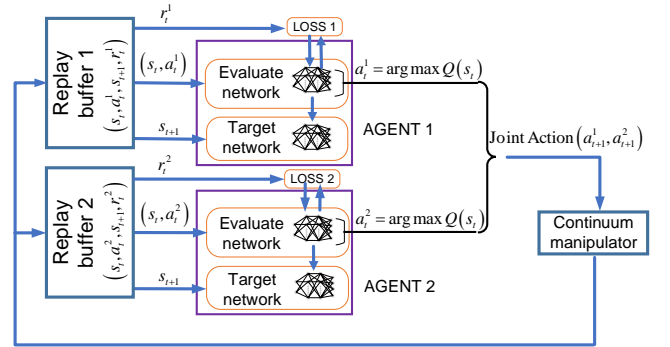 r_t^1
LOSS 1
Replay buffer 1
(s_t, a_t^1, s_{t+1}, r_t^1)
(s_t, a_t^1)
Evaluate network
a_t^1 = arg max Q(s_t)
s_{t+1}
Target network
AGENT 1
Joint Action (a_{t+1}^1, a_{t+1}^2)
r_t^2
LOSS 2
Replay buffer 2
(s_t, a_t^2, s_{t+1}, r_t^2)
(s_t, a_t^2)
Evaluate network
a_t^2 = arg max Q(s_t)
Continuum
manipulator
s_{t+1}
Target network
AGENT 2